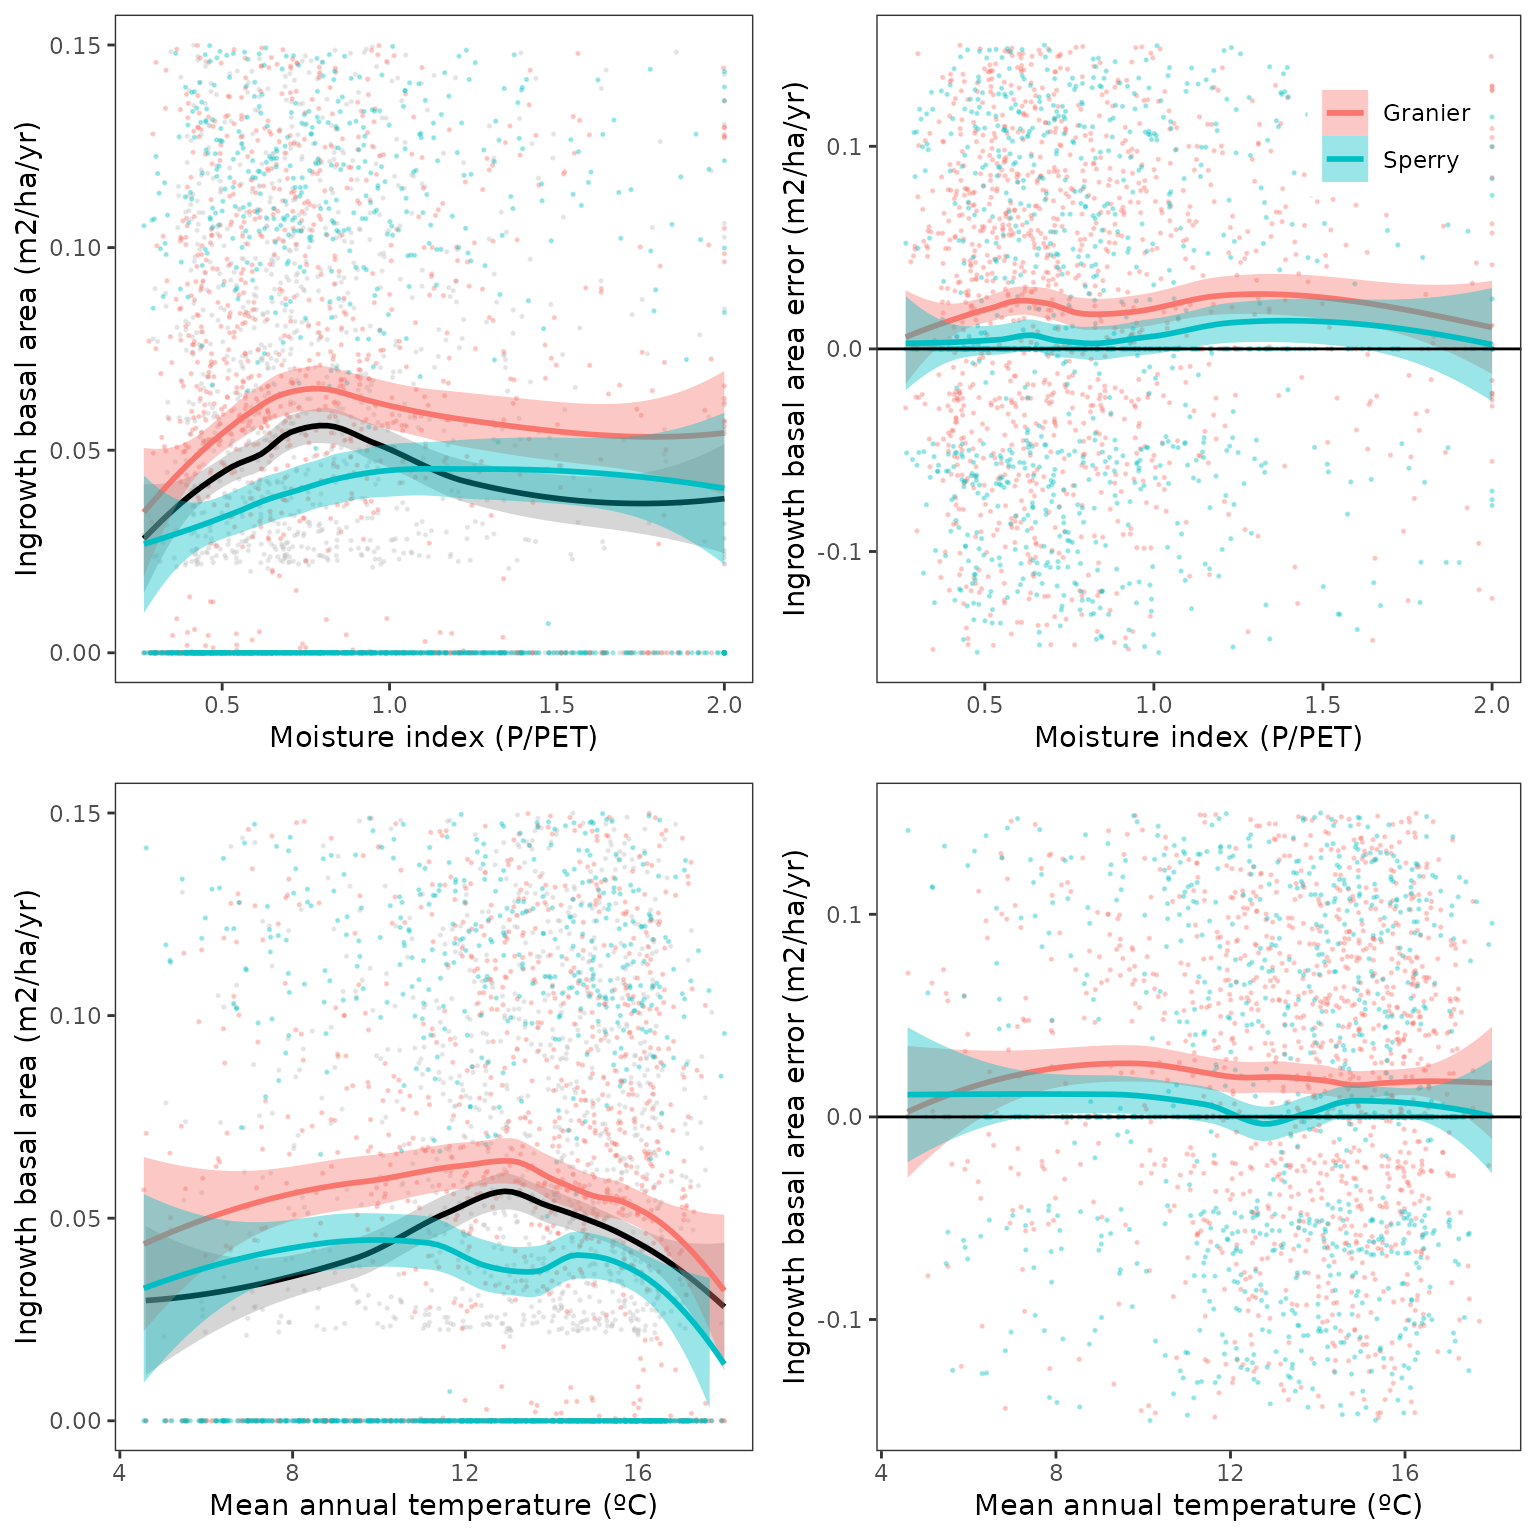 Ingrowth basal area (m2/ha/yr)
0.15
0.10
0.05
0.00
0.5 1.0 1.5 2.0
Moisture index (P/PET)
Ingrowth basal area error (m2/ha/yr)
0.1
0.0
-0.1
Granier
Sperry
0.5 1.0 1.5 2.0
Moisture index (P/PET)
Ingrowth basal area (m2/ha/yr)
0.15
0.10
0.05
0.00
4 8 12 16
Mean annual temperature (ºC)
Ingrowth basal area error (m2/ha/yr)
0.1
0.0
-0.1
4 8 12 16
Mean annual temperature (ºC)